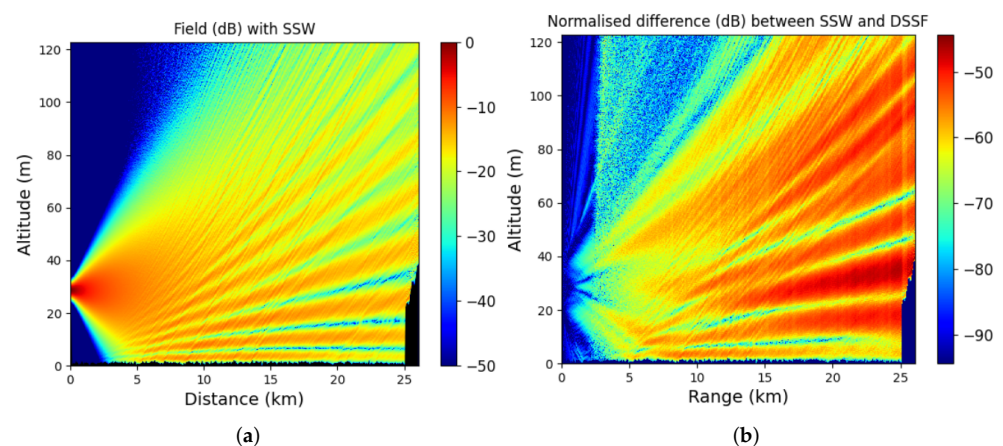 Field (dB) with SSW
Altitude (m)
120
100
80
60
40
20
0
0 5 10 15 20 25
Distance (km)
0
−10
−20
−30
−40
−50
(a)
Normalised difference (dB) between SSW and DSSF
Altitude (m)
120
100
80
60
40
20
0
0 5 10 15 20 25
Range (km)
−50
−60
−70
−80
−90
(b)